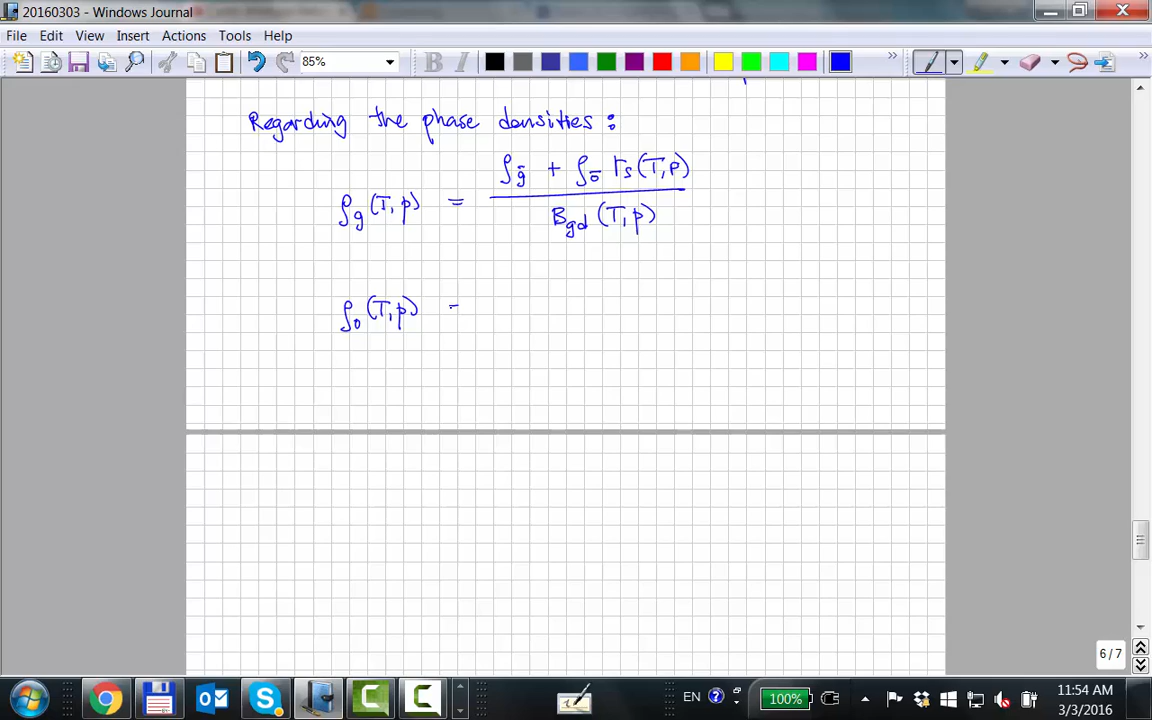 20160303 - Windows Journal
File Edit View Insert Actions Tools Help
85%
Regarding the phase densities :
ρg (T, p) = (ρḡ + ρō rs (T, p)) / Bgd (T, p)
ρo (T, p) =
6 / 7
EN 100% 11:54 AM
3/3/2016